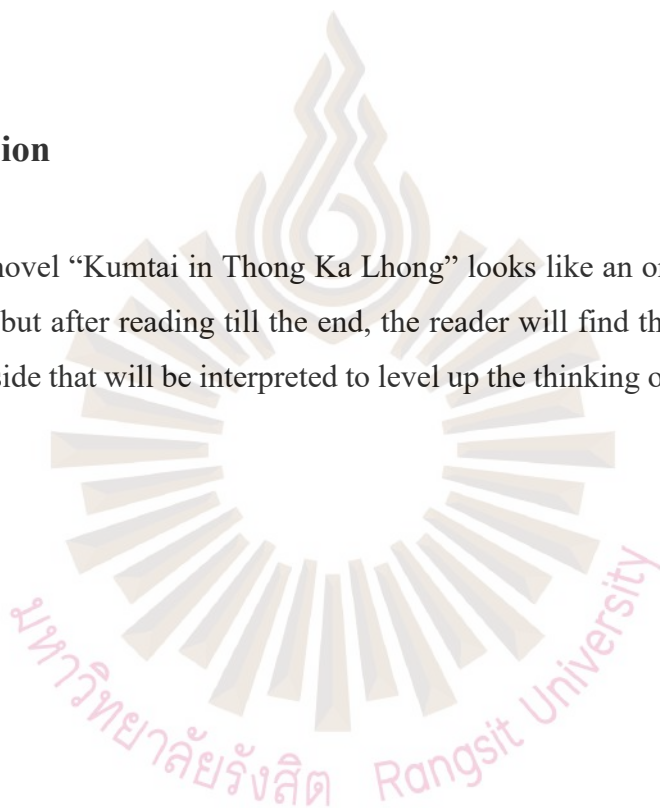 ion
novel “Kumtai in Thong Ka Lhong” looks like an o
but after reading till the end, the reader will find th
side that will be interpreted to level up the thinking o
มหาวิทยาลัยรังสิต Rangsit University